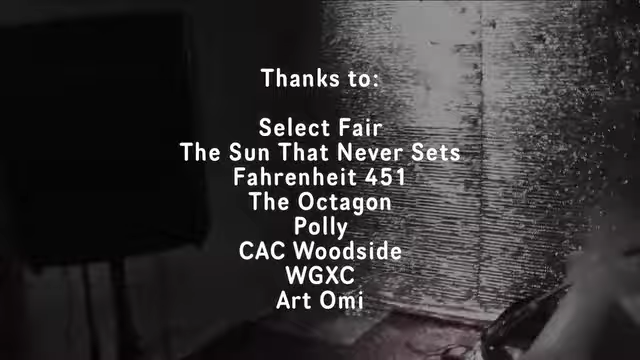 Thanks to:
Select Fair
The Sun That Never Sets
Fahrenheit 451
The Octagon
Polly
CAC Woodside
WGXC
Art Omi